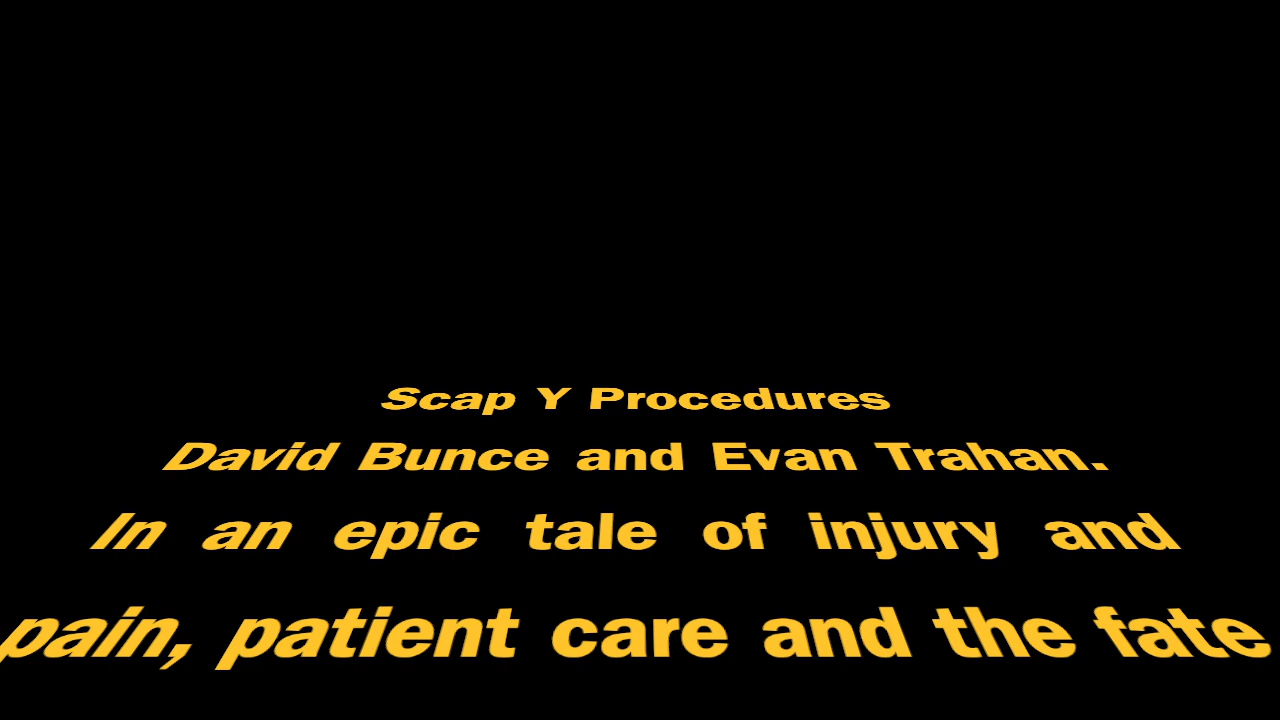 Scap Y Procedures
David Bunce and Evan Trahan.
In an epic tale of injury and
pain, patient care and the fate